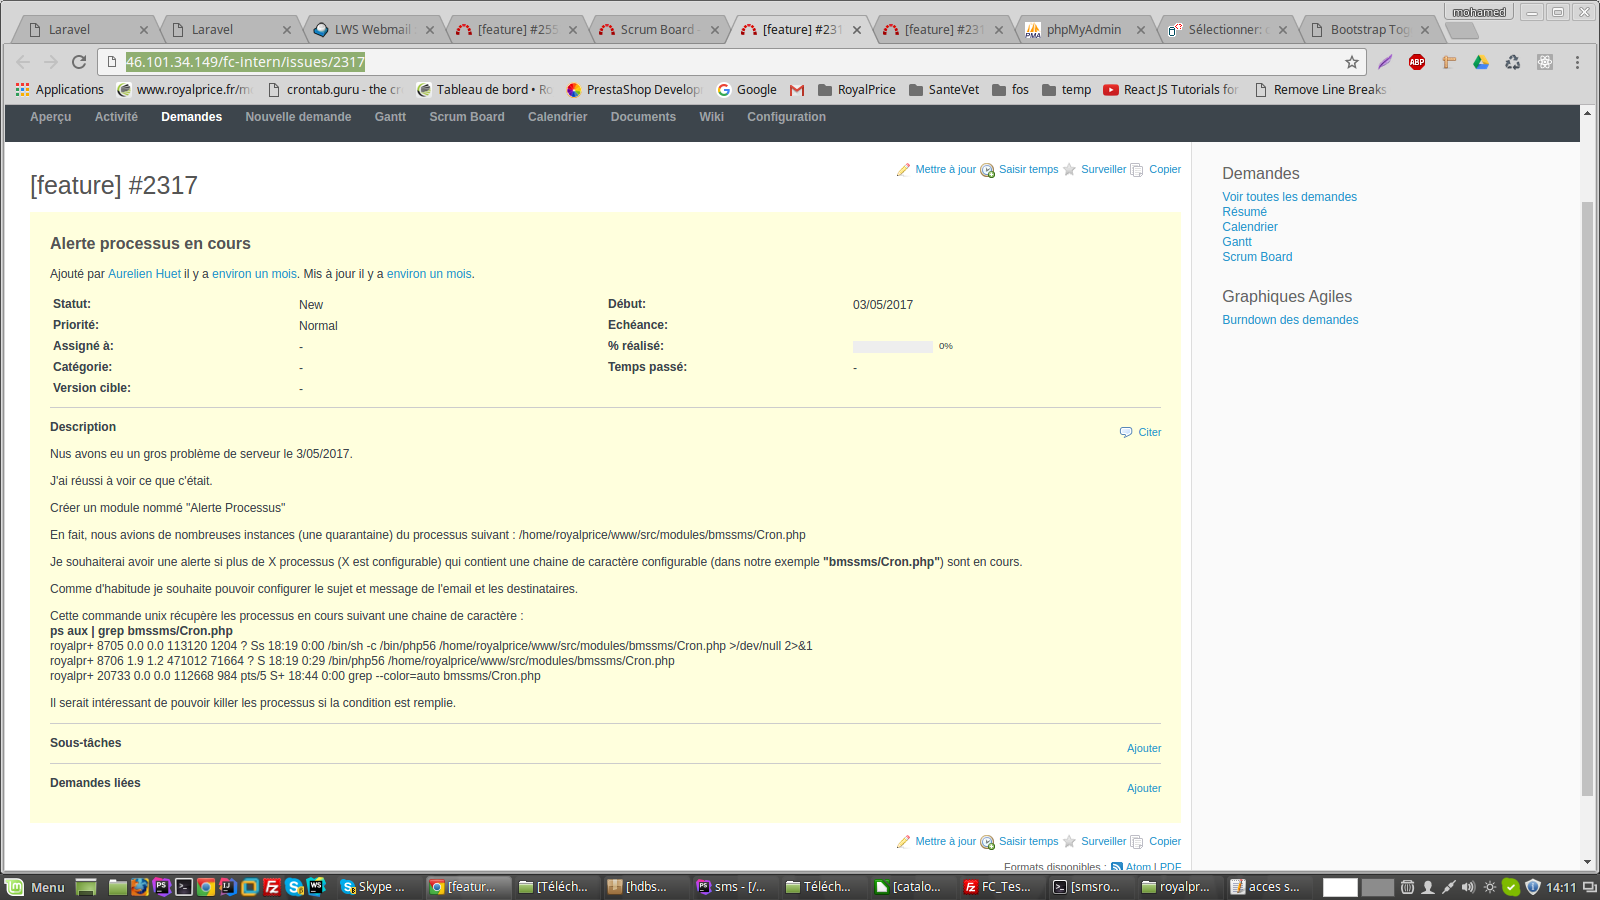 mohamed
Laravel
Laravel
LWS Webmail
[feature] #255
Scrum Board
[feature] #231
[feature] #231
phpMyAdmin
Sélectionner:
Bootstrap Tog
46.101.34.149/fc-intern/issues/2317
Applications
www.royalprice.fr/m
crontab.guru - the cr
Tableau de bord • Ro
PrestaShop Develop
Google
RoyalPrice
SanteVet
fos
temp
React JS Tutorials for
Remove Line Breaks
Aperçu Activité Demandes Nouvelle demande Gantt Scrum Board Calendrier Documents Wiki Configuration
Mettre à jour Saisir temps Surveiller Copier
[feature] #2317
Alerte processus en cours
Ajouté par Aurelien Huet il y a environ un mois. Mis à jour il y a environ un mois.
Statut: New Début: 03/05/2017
Priorité: Normal Echéance:
Assigné à: - % réalisé: 0%
Catégorie: - Temps passé: -
Version cible: -
Description
Citer
Nus avons eu un gros problème de serveur le 3/05/2017.
J'ai réussi à voir ce que c'était.
Créer un module nommé "Alerte Processus"
En fait, nous avions de nombreuses instances (une quarantaine) du processus suivant : /home/royalprice/www/src/modules/bmssms/Cron.php
Je souhaiterai avoir une alerte si plus de X processus (X est configurable) qui contient une chaine de caractère configurable (dans notre exemple "bmssms/Cron.php") sont en cours.
Comme d'habitude je souhaite pouvoir configurer le sujet et message de l'email et les destinataires.
Cette commande unix récupère les processus en cours suivant une chaine de caractère :
ps aux | grep bmssms/Cron.php
royalpr+ 8705 0.0 0.0 113120 1204 ? Ss 18:19 0:00 /bin/sh -c /bin/php56 /home/royalprice/www/src/modules/bmssms/Cron.php >/dev/null 2>&1
royalpr+ 8706 1.9 1.2 471012 71664 ? S 18:19 0:29 /bin/php56 /home/royalprice/www/src/modules/bmssms/Cron.php
royalpr+ 20733 0.0 0.0 112668 984 pts/5 S+ 18:44 0:00 grep --color=auto bmssms/Cron.php
Il serait intéressant de pouvoir killer les processus si la condition est remplie.
Sous-tâches
Ajouter
Demandes liées
Ajouter
Mettre à jour Saisir temps Surveiller Copier
Formats disponibles : Atom | PDF
Demandes
Voir toutes les demandes
Résumé
Calendrier
Gantt
Scrum Board
Graphiques Agiles
Burndown des demandes
Menu
Skype ...
[featur...
[Téléch...
[hdbs...
sms - [/...
Téléch...
[catalo...
FC_Tes...
[smsro...
royalpr...
acces s...
14:11